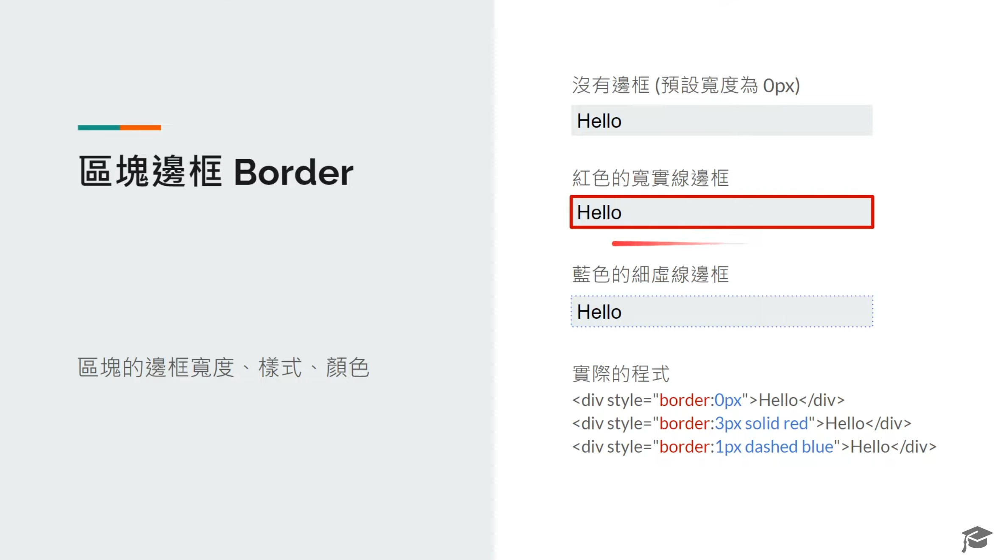 區塊邊框 Border
區塊的邊框寬度、樣式、顏色
沒有邊框 (預設寬度為 0px)
Hello
紅色的寬實線邊框
Hello
藍色的細虛線邊框
Hello
實際的程式
<div style="border:0px">Hello</div>
<div style="border:3px solid red">Hello</div>
<div style="border:1px dashed blue">Hello</div>